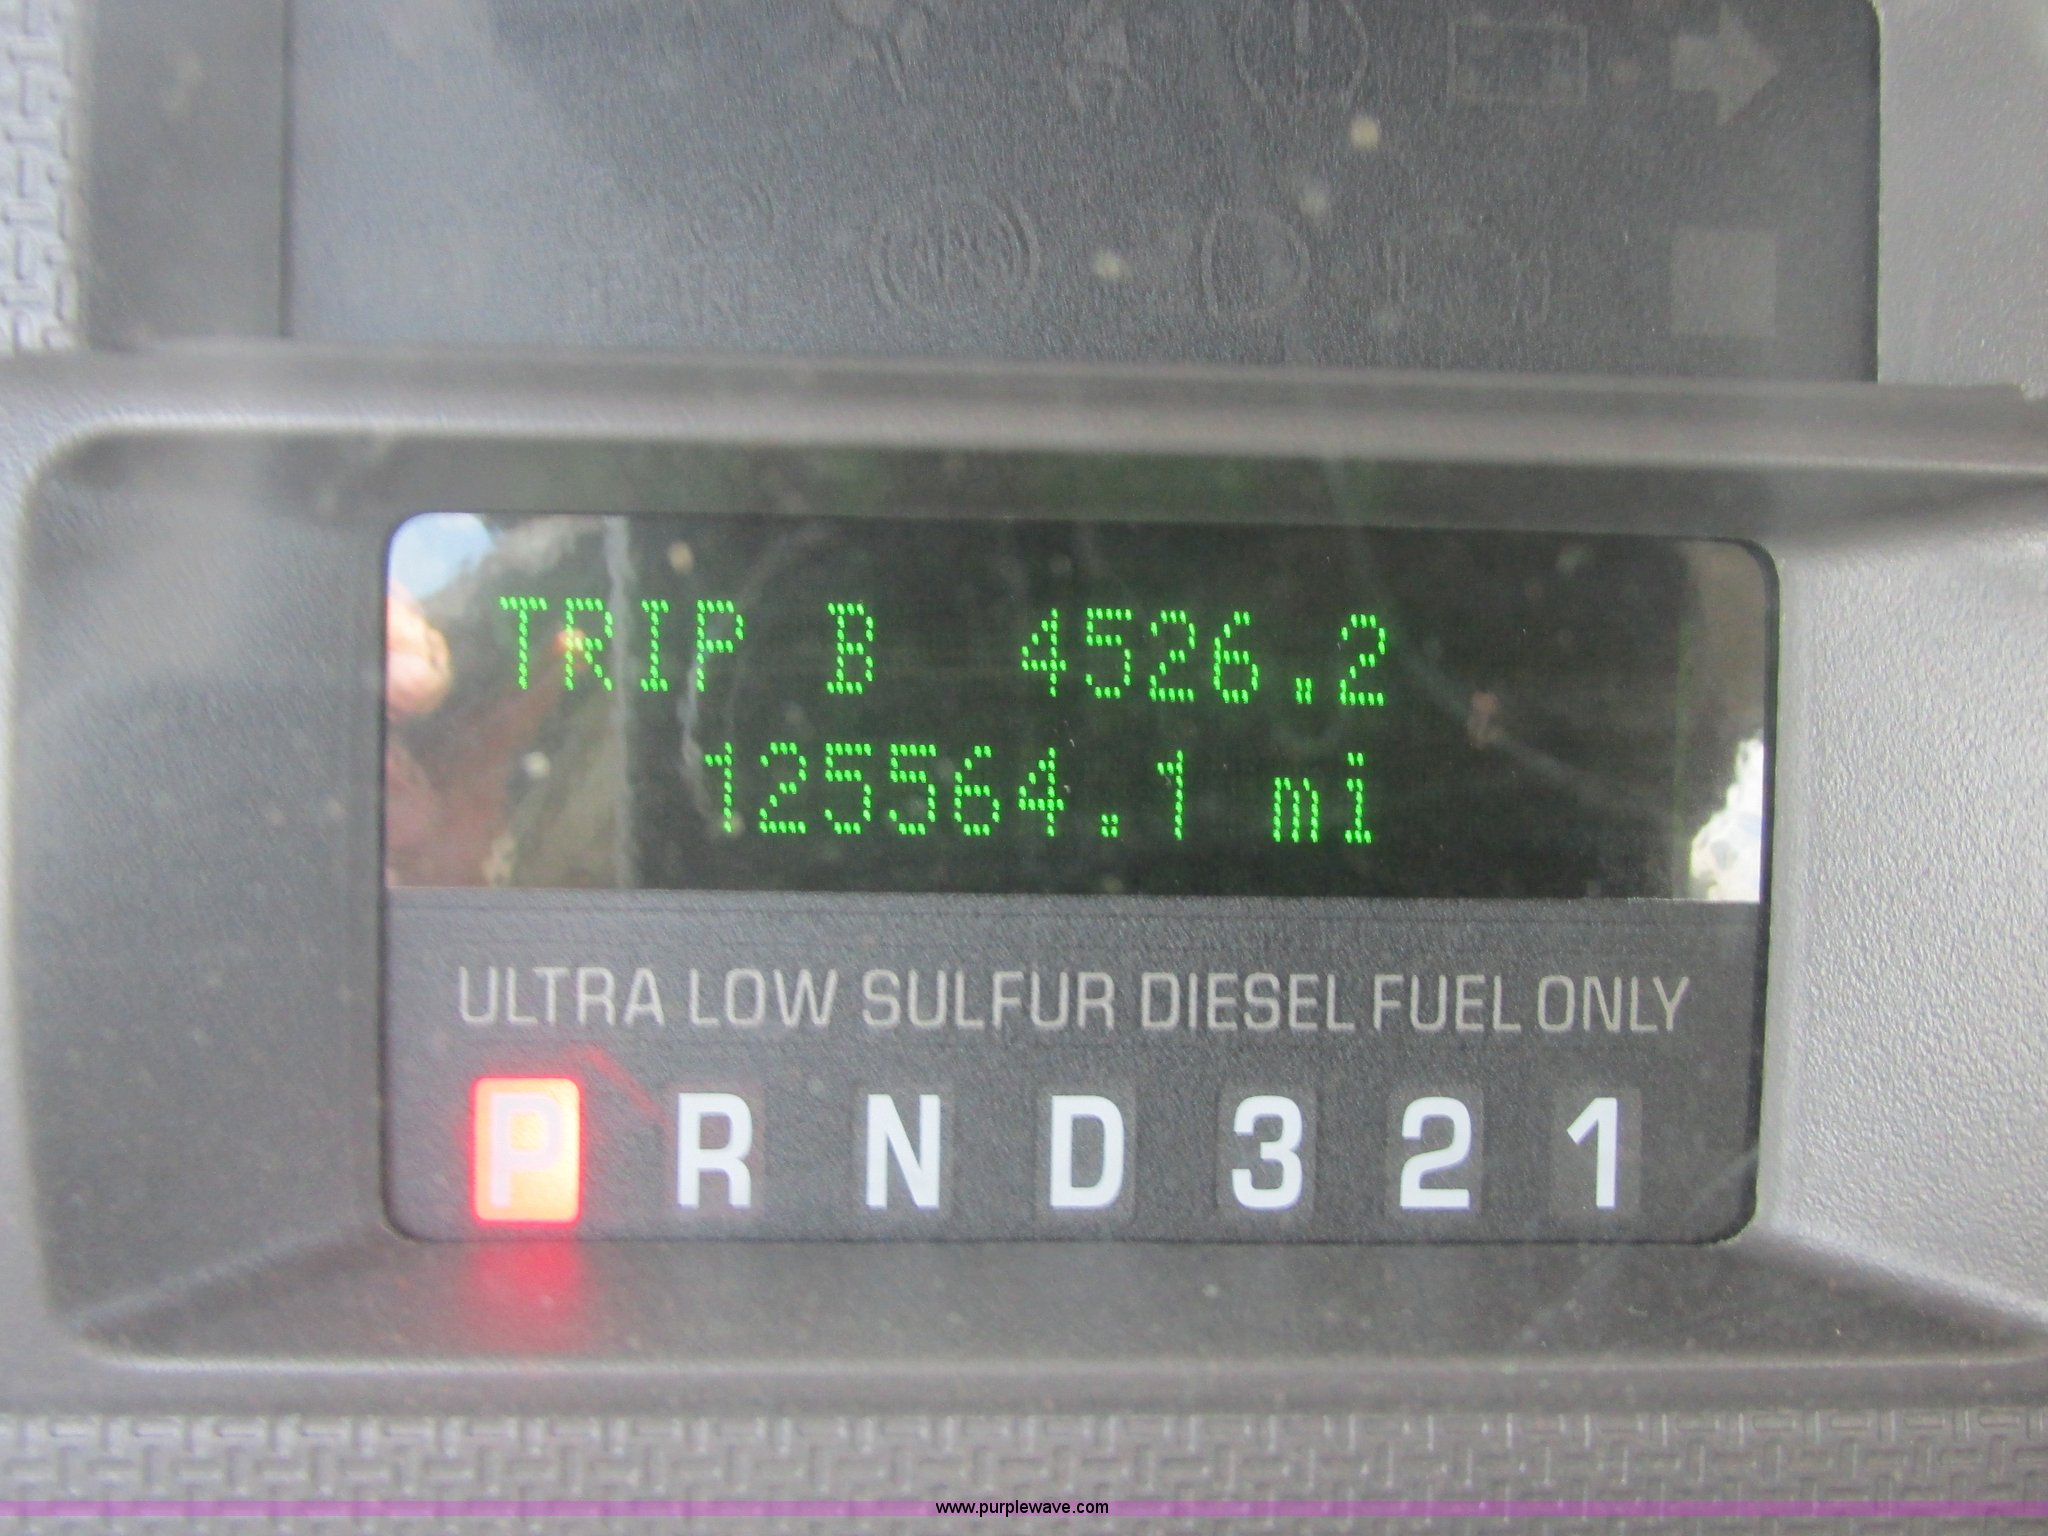 TRIP B 4526.2
125564.1 mi
ULTRA LOW SULFUR DIESEL FUEL ONLY
P R N D 3 2 1
www.purplewave.com